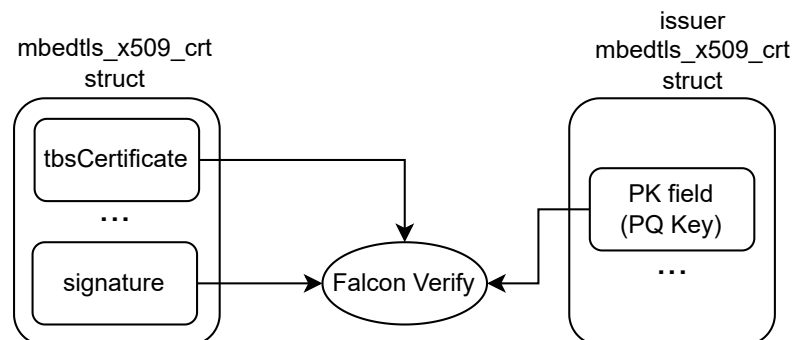 mbedtls_x509_crt
struct
tbsCertificate
...
signature
Falcon Verify
issuer
mbedtls_x509_crt
struct
PK field
(PQ Key)
...